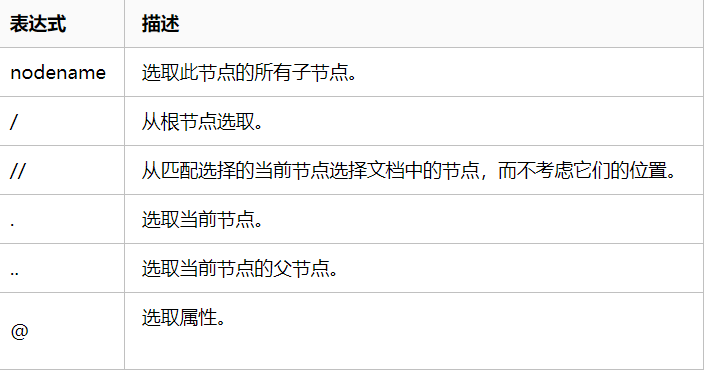 表达式 描述
nodename 选取此节点的所有子节点。
/ 从根节点选取。
// 从匹配选择的当前节点选择文档中的节点，而不考虑它们的位置。
. 选取当前节点。
.. 选取当前节点的父节点。
@ 选取属性。